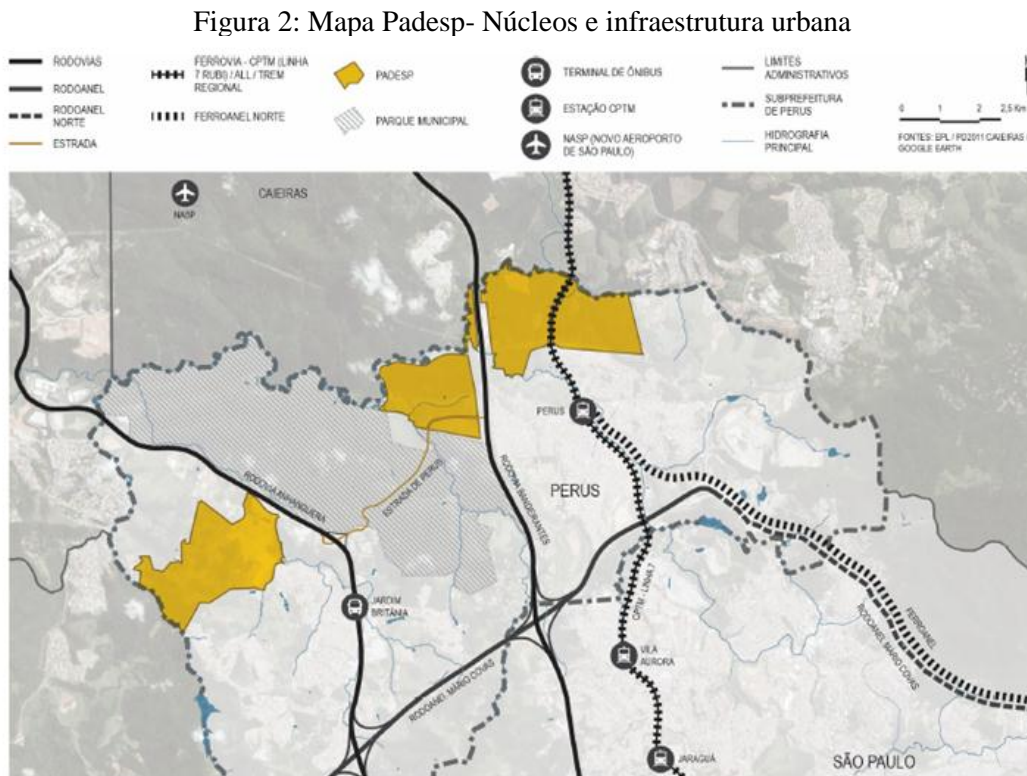 Figura 2: Mapa Padesp- Núcleos e infraestrutura urbana
RODOVIAS
RODOANEL
RODOANEL
NORTE
ESTRADA
FERROVIA - CPTM (LINHA
7 RUBI) / ALL / TREM
REGIONAL
FERROANEL NORTE
PADESP
PARQUE MUNICIPAL
TERMINAL DE ÔNIBUS
ESTAÇÃO CPTM
NASP (NOVO AEROPORTO
DE SÃO PAULO)
LIMITES
ADMINISTRATIVOS
SUBPREFEITURA
DE PERUS
HIDROGRAFIA
PRINCIPAL
0 1 2 2,5 Km
FONTES: EPL / PD2011 CAIEIRAS
GOOGLE EARTH
NASP
CAIEIRAS
PERUS
RODOVIA ANHANGUERA
ESTRADA DE PERUS
RODOVIA BANDEIRANTES
PERUS
JARDIM
BRITÂNIA
RODOANEL MÁRIO COVAS
CPTM - LINHA 7
FERROANEL
RODOANEL MÁRIO COVAS
VILA
AURORA
JARAGUÁ
SÃO PAULO